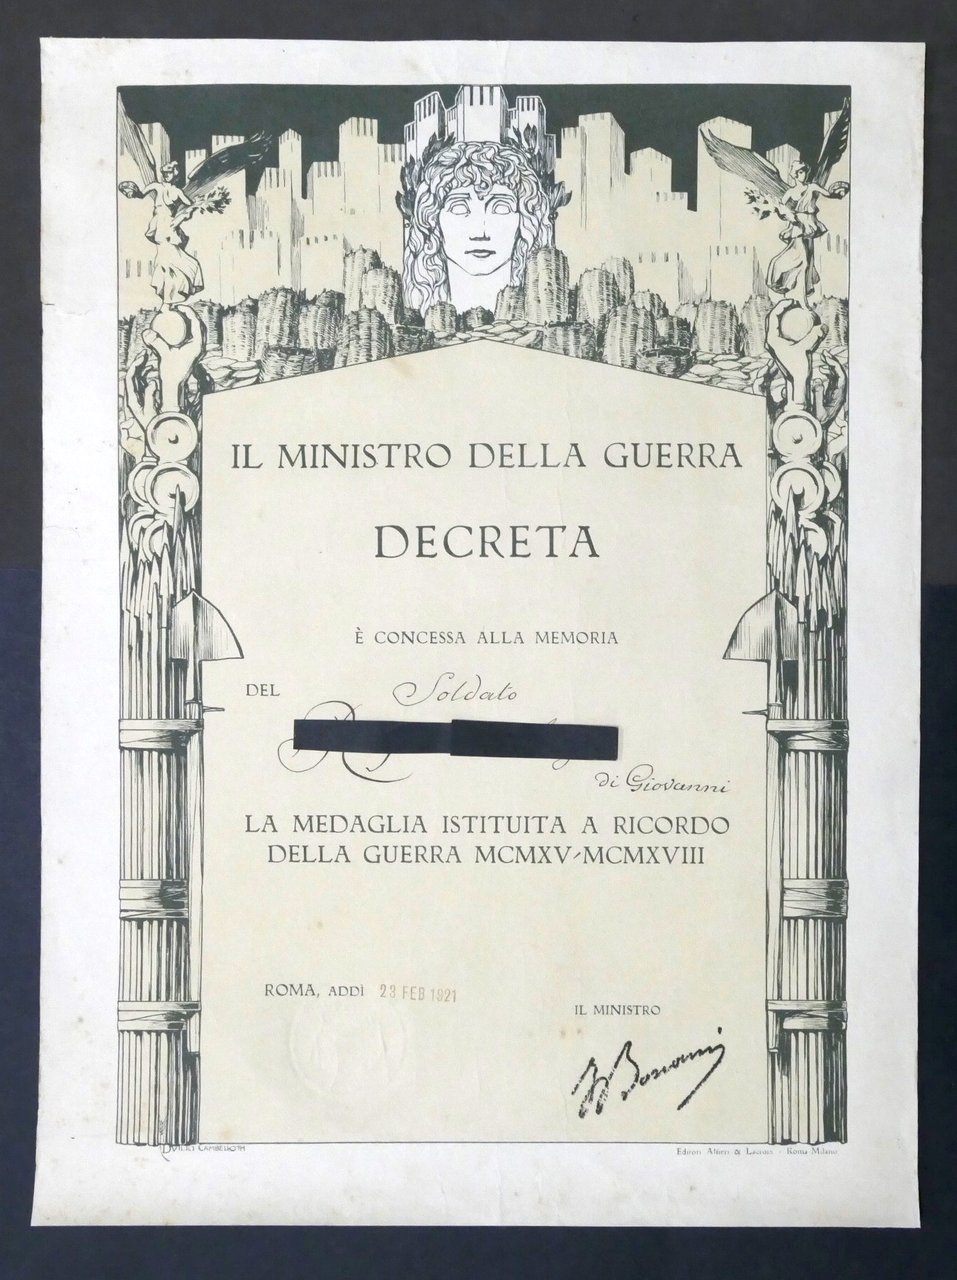 IL MINISTRO DELLA GUERRA
DECRETA
È CONCESSA ALLA MEMORIA
DEL Soldato
di Giovanni
LA MEDAGLIA ISTITUITA A RICORDO
DELLA GUERRA MCMXV-MCMXVIII
ROMA, ADDÌ 23 FEB 1921
IL MINISTRO
Bonomi
DUILIO CAMBELLOTTI
Editori Alfieri & Lacroix - Roma-Milano